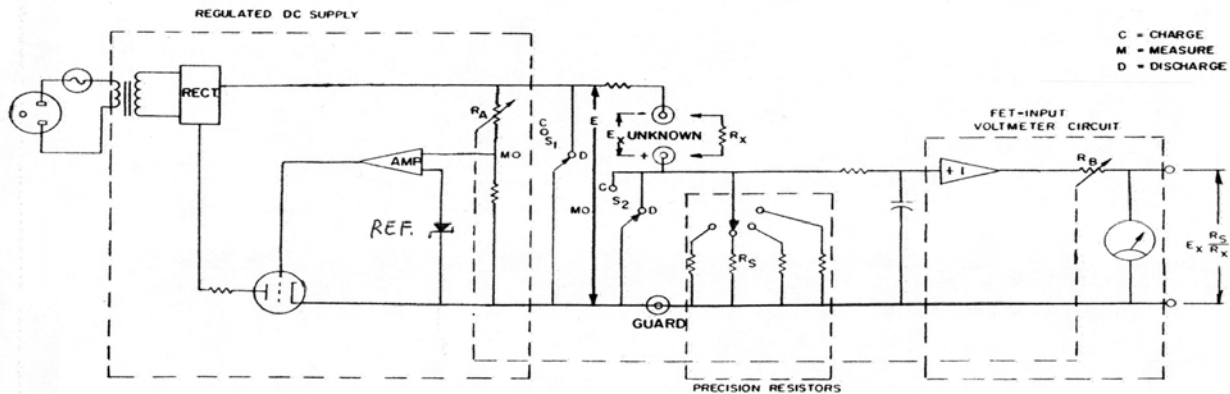 REGULATED DC SUPPLY
C = CHARGE
M = MEASURE
D = DISCHARGE
RECT.
RA
C
S1
D
MO
E
EX
-
UNKNOWN
+
RX
FET-INPUT
VOLTMETER CIRCUIT
AMP
REF.
MO
C
S2
D
RS
+1
RB
EX RS/RX
GUARD
PRECISION RESISTORS